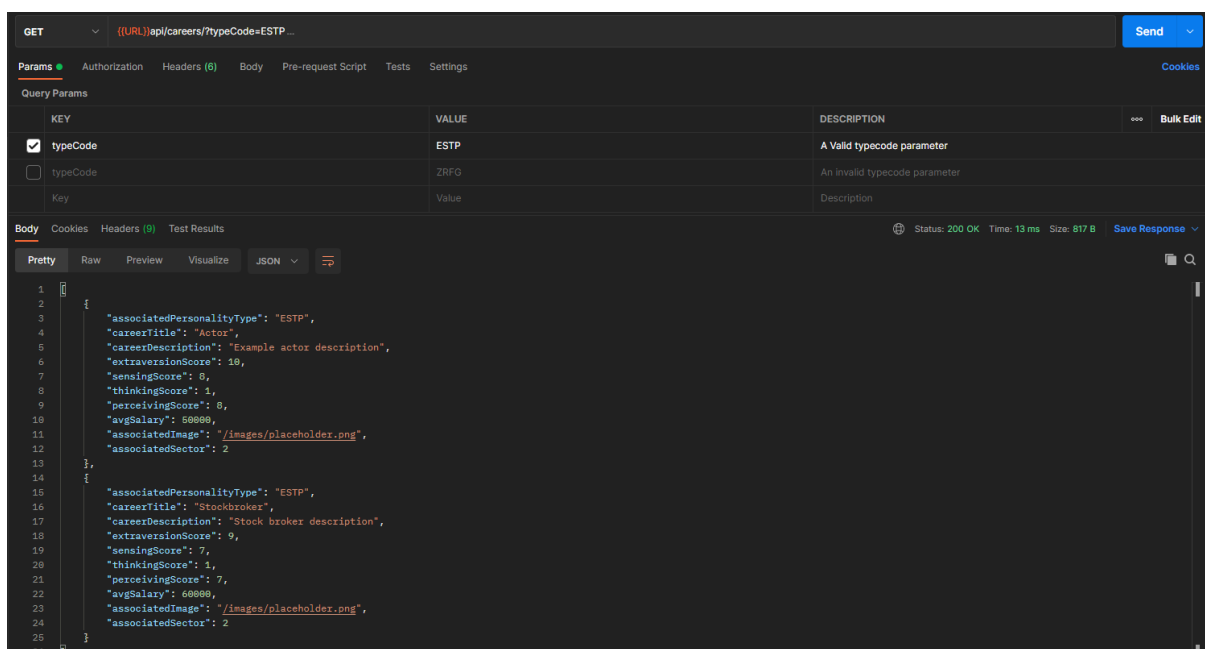 GET {{URL}}api/careers/?typeCode=ESTP ... Send
Params Authorization Headers (6) Body Pre-request Script Tests Settings Cookies
Query Params
KEY VALUE DESCRIPTION ooo Bulk Edit
typeCode ESTP A Valid typecode parameter
typeCode ZRFG An invalid typecode parameter
Key Value Description
Body Cookies Headers (9) Test Results Status: 200 OK Time: 13 ms Size: 817 B Save Response
Pretty Raw Preview Visualize JSON
1 [
2 {
3 "associatedPersonalityType": "ESTP",
4 "careerTitle": "Actor",
5 "careerDescription": "Example actor description",
6 "extraversionScore": 10,
7 "sensingScore": 8,
8 "thinkingScore": 1,
9 "perceivingScore": 8,
10 "avgSalary": 50000,
11 "associatedImage": "/images/placeholder.png",
12 "associatedSector": 2
13 },
14 {
15 "associatedPersonalityType": "ESTP",
16 "careerTitle": "Stockbroker",
17 "careerDescription": "Stock broker description",
18 "extraversionScore": 9,
19 "sensingScore": 7,
20 "thinkingScore": 1,
21 "perceivingScore": 7,
22 "avgSalary": 60000,
23 "associatedImage": "/images/placeholder.png",
24 "associatedSector": 2
25 }